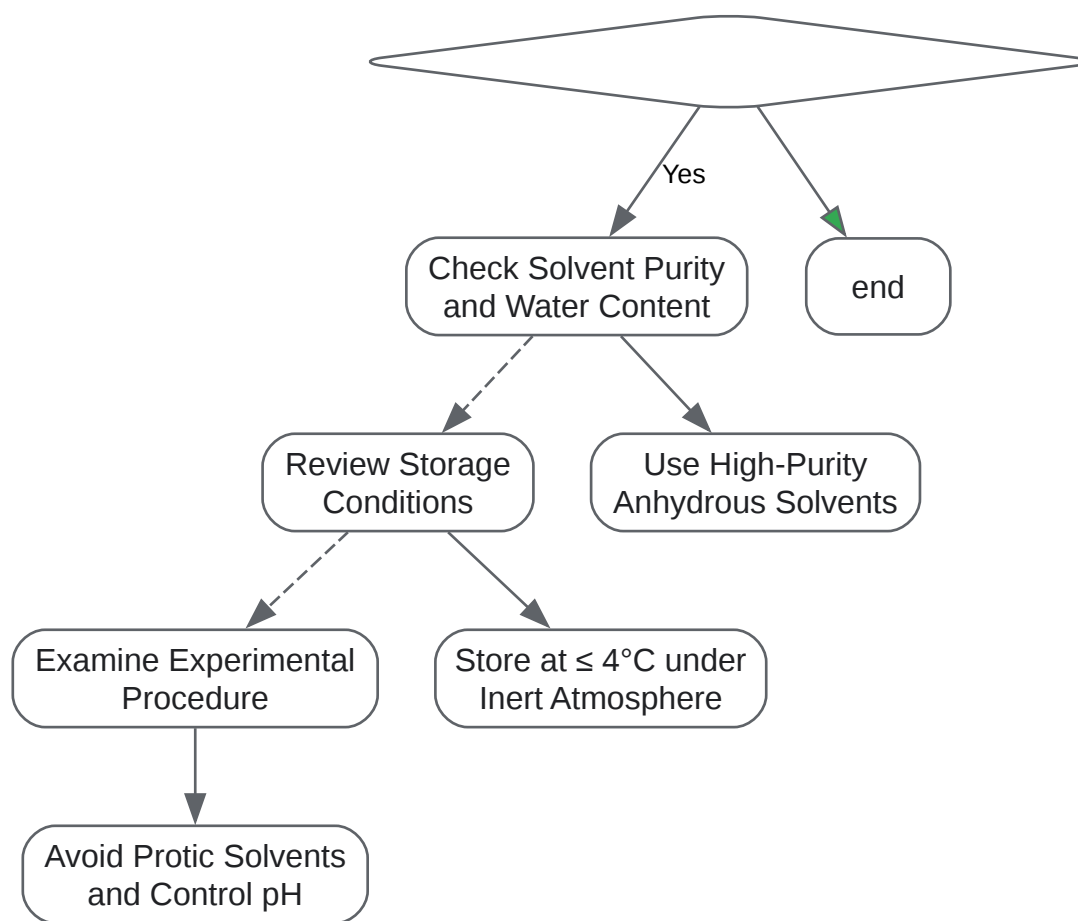 Yes
Check Solvent Purity
and Water Content
end
Review Storage
Conditions
Use High-Purity
Anhydrous Solvents
Examine Experimental
Procedure
Store at ≤ 4°C under
Inert Atmosphere
Avoid Protic Solvents
and Control pH